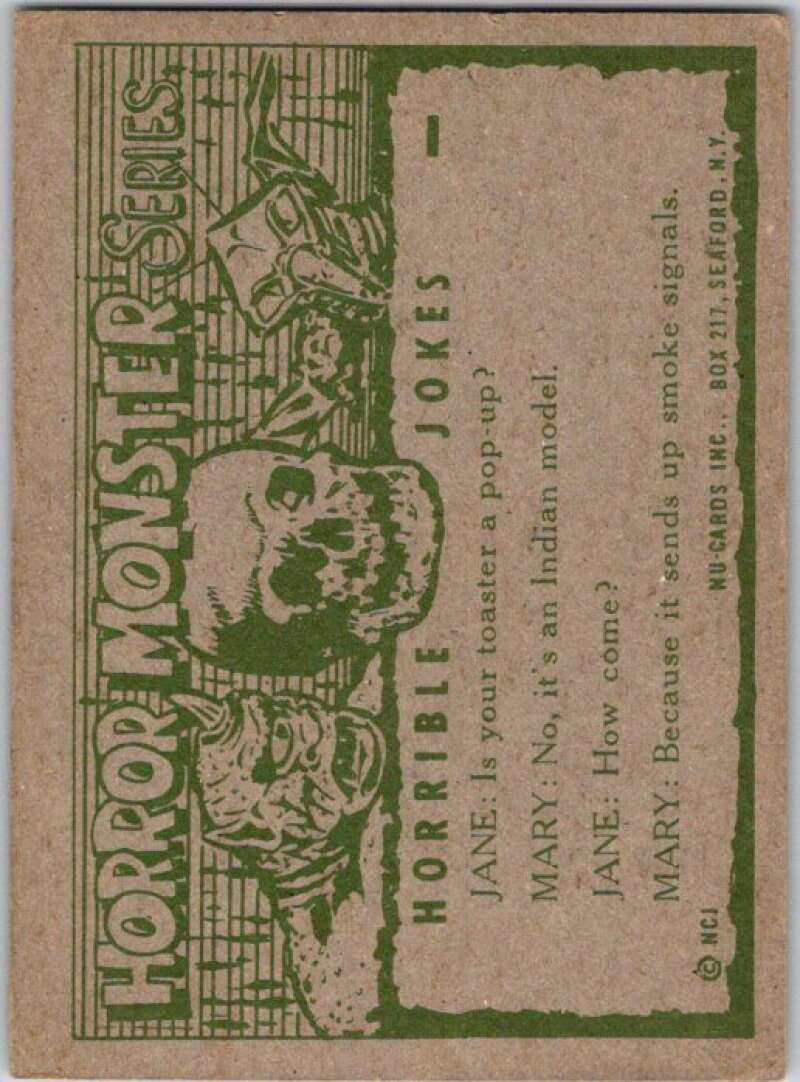 HORROR MONSTER SERIES
HORRIBLE JOKES — 
JANE: Is your toaster a pop-up?
MARY: No, it's an Indian model.
JANE: How come?
MARY: Because it sends up smoke signals.
© NCI NU-CARDS INC., BOX 217, SEAFORD, N.Y.